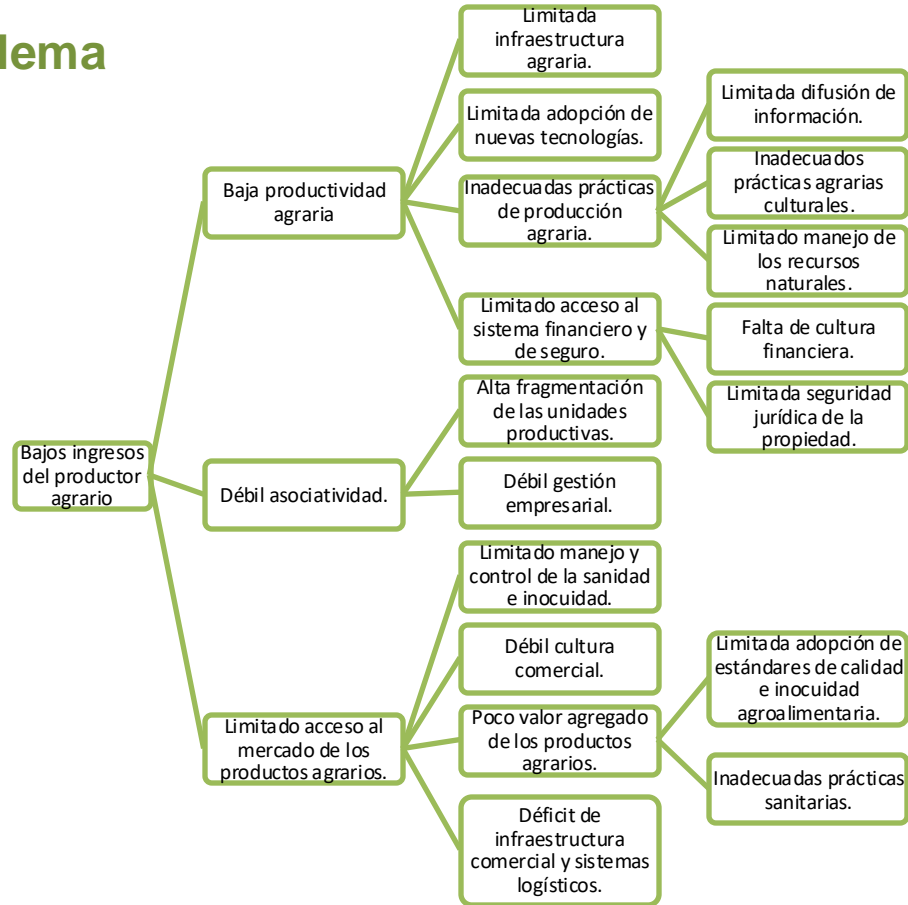 lema
Limitada
infraestructura
agraria.
Limitada adopción de
nuevas tecnologías.
Limitada difusión de
información.
Baja productividad
agraria
Inadecuadas prácticas
de producción
agraria.
Inadecuados
prácticas agrarias
culturales.
Limitado manejo de
los recursos
naturales.
Limitado acceso al
sistema financiero y
de seguro.
Falta de cultura
financiera.
Limitada seguridad
jurídica de la
propiedad.
Bajos ingresos
del productor
agrario
Débil asociatividad.
Alta fragmentación
de las unidades
productivas.
Débil gestión
empresarial.
Limitado acceso al
mercado de los
productos agrarios.
Limitado manejo y
control de la sanidad
e inocuidad.
Débil cultura
comercial.
Poco valor agregado
de los productos
agrarios.
Limitada adopción de
estándares de calidad
e inocuidad
agroalimentaria.
Inadecuadas prácticas
sanitarias.
Déficit de
infraestructura
comercial y sistemas
logísticos.